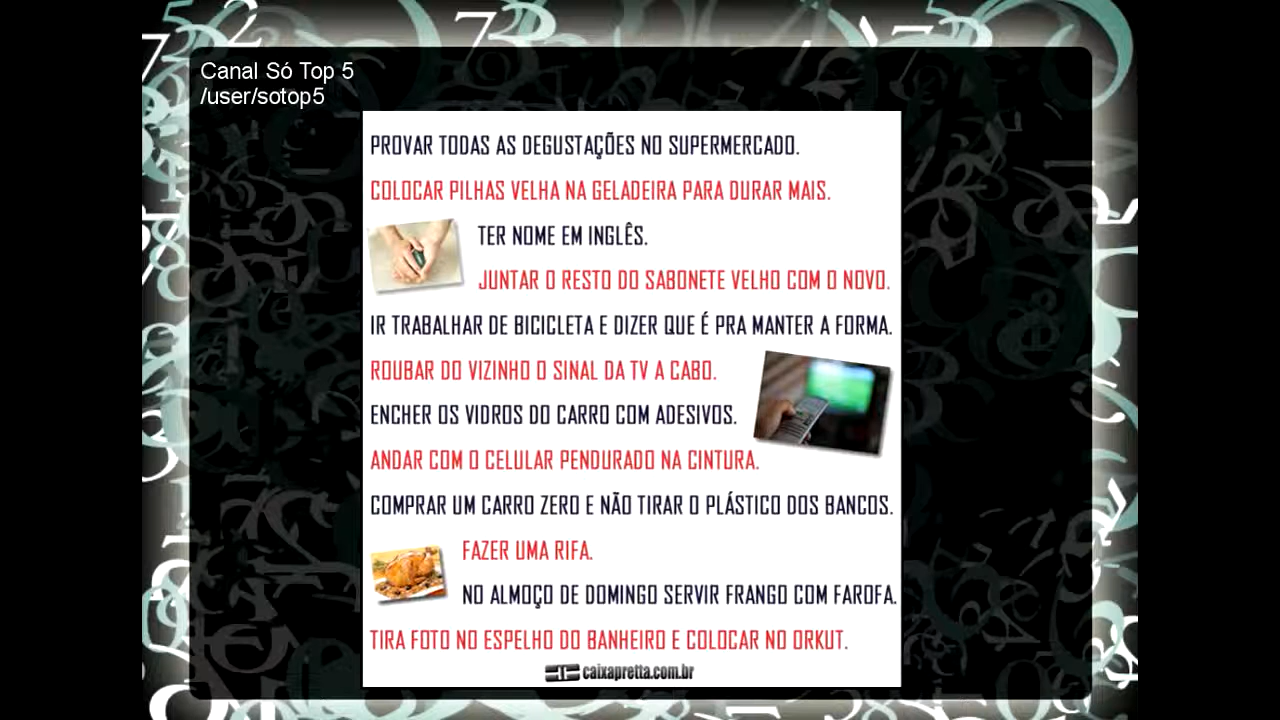 Canal Só Top 5
/user/sotop5
PROVAR TODAS AS DEGUSTAÇÕES NO SUPERMERCADO.
COLOCAR PILHAS VELHA NA GELADEIRA PARA DURAR MAIS.
TER NOME EM INGLÊS.
JUNTAR O RESTO DO SABONETE VELHO COM O NOVO.
IR TRABALHAR DE BICICLETA E DIZER QUE É PRA MANTER A FORMA.
ROUBAR DO VIZINHO O SINAL DA TV A CABO.
ENCHER OS VIDROS DO CARRO COM ADESIVOS.
ANDAR COM O CELULAR PENDURADO NA CINTURA.
COMPRAR UM CARRO ZERO E NÃO TIRAR O PLÁSTICO DOS BANCOS.
FAZER UMA RIFA.
NO ALMOÇO DE DOMINGO SERVIR FRANGO COM FAROFA.
TIRA FOTO NO ESPELHO DO BANHEIRO E COLOCAR NO ORKUT.
caixapretta.com.br